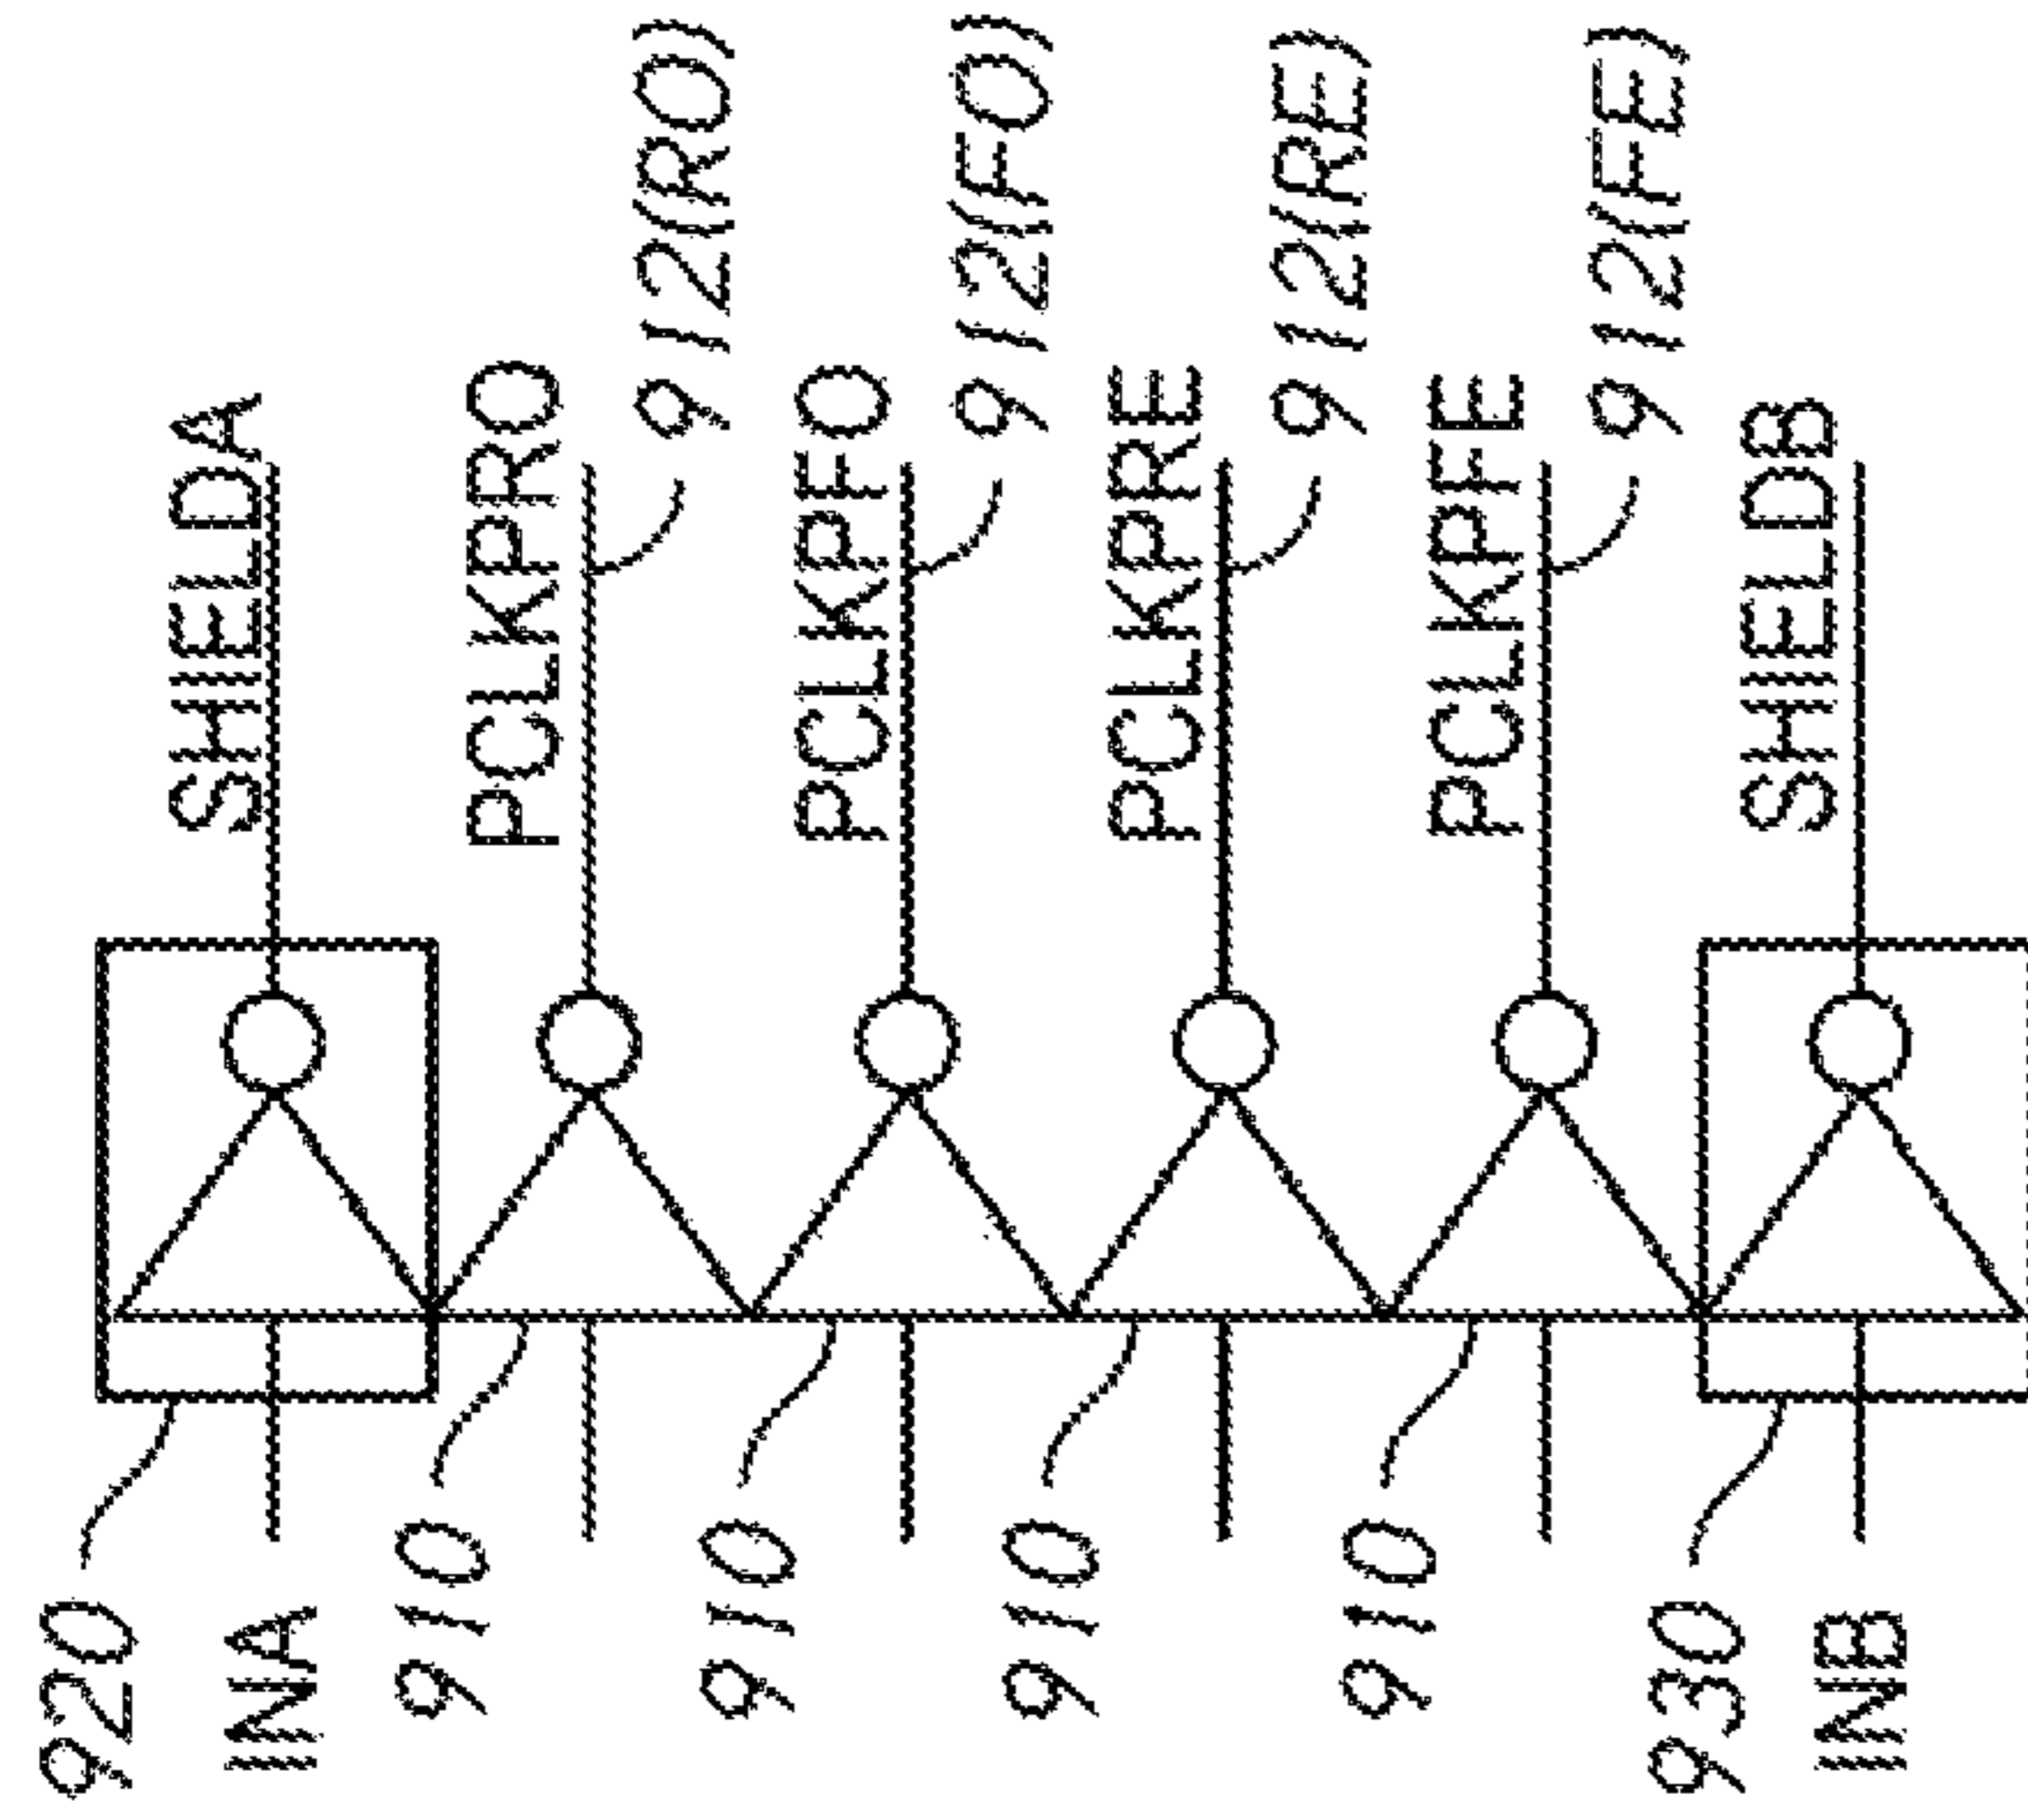 920
INA
SHIELDA
910
PCLKPRO
912(RO)
910
PCLKPFO
912(FO)
910
PCLKPRE
912(RE)
910
PCLKPFE
912(FE)
930
INB
SHIELDB